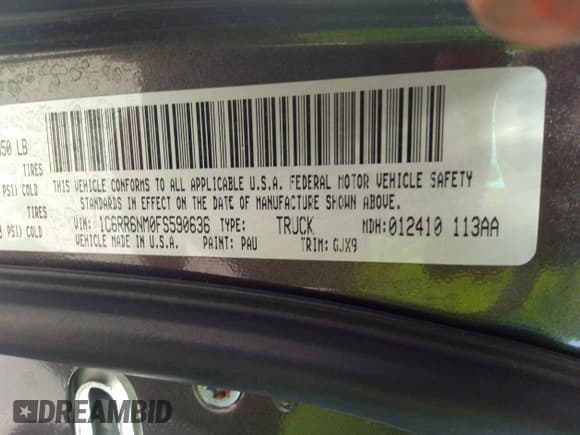 950 LB
TIRES
PSI) COLD
TIRES
PSI) COLD
THIS VEHICLE CONFORMS TO ALL APPLICABLE U.S.A. FEDERAL MOTOR VEHICLE SAFETY
STANDARDS IN EFFECT ON THE DATE OF MANUFACTURE SHOWN ABOVE.
VIN: 1C6RR6NM0FS590636 TYPE: TRUCK MDH:012410 113AA
VEHICLE MADE IN U.S.A. PAINT: PAU TRIM: GJX9
DREAMBID